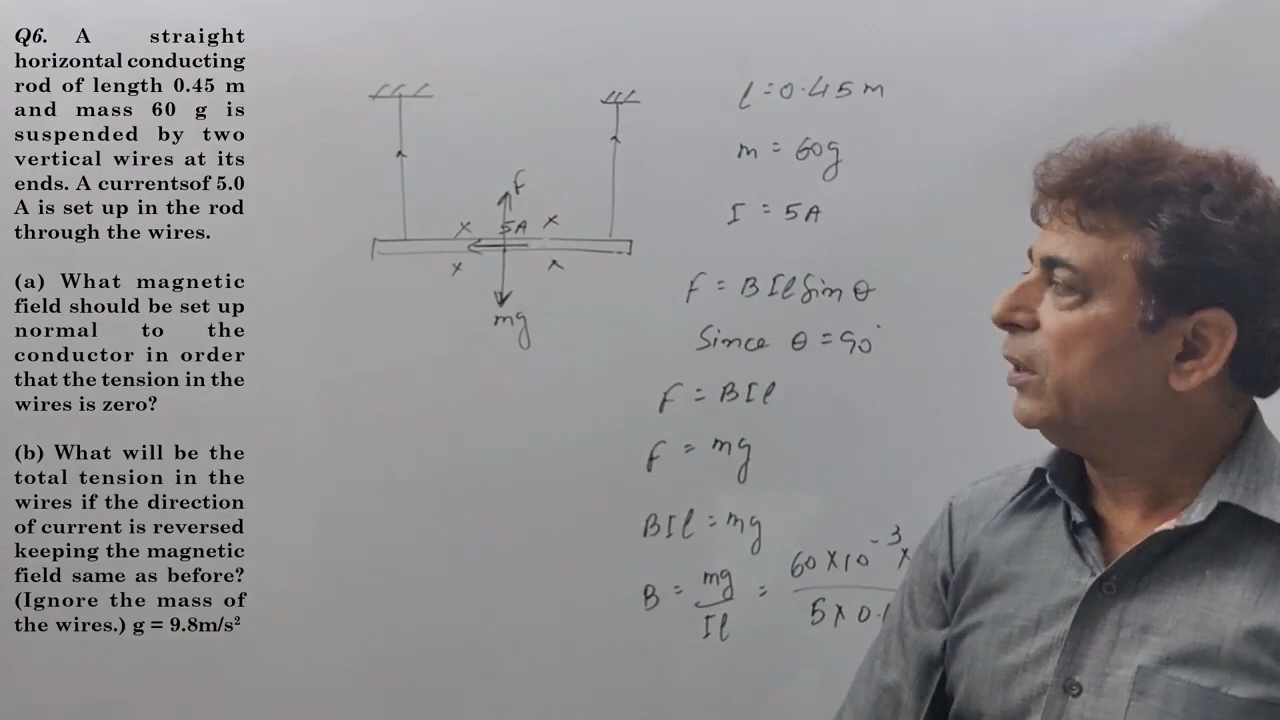 Q6. A straight
horizontal conducting
rod of length 0.45 m
and mass 60 g is
suspended by two
vertical wires at its
ends. A currentsof 5.0
A is set up in the rod
through the wires.
(a) What magnetic
field should be set up
normal to the
conductor in order
that the tension in the
wires is zero?
(b) What will be the
total tension in the
wires if the direction
of current is reversed
keeping the magnetic
field same as before?
(Ignore the mass of
the wires.) g = 9.8m/s²
F
x 5A x
x x
mg
l = 0.45 m
m = 60g
I = 5A
F = BIl Sin θ
Since θ = 90°
F = BIl
F = mg
BIl = mg
B = mg/Il = 60 x 10⁻³ x / 5 x 0.